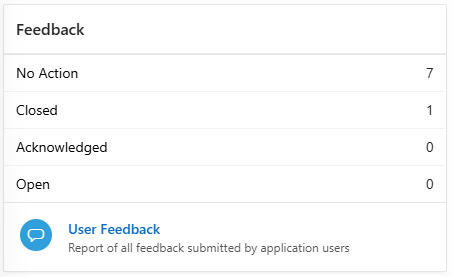 Feedback
No Action 7
Closed 1
Acknowledged 0
Open 0
User Feedback
Report of all feedback submitted by application users